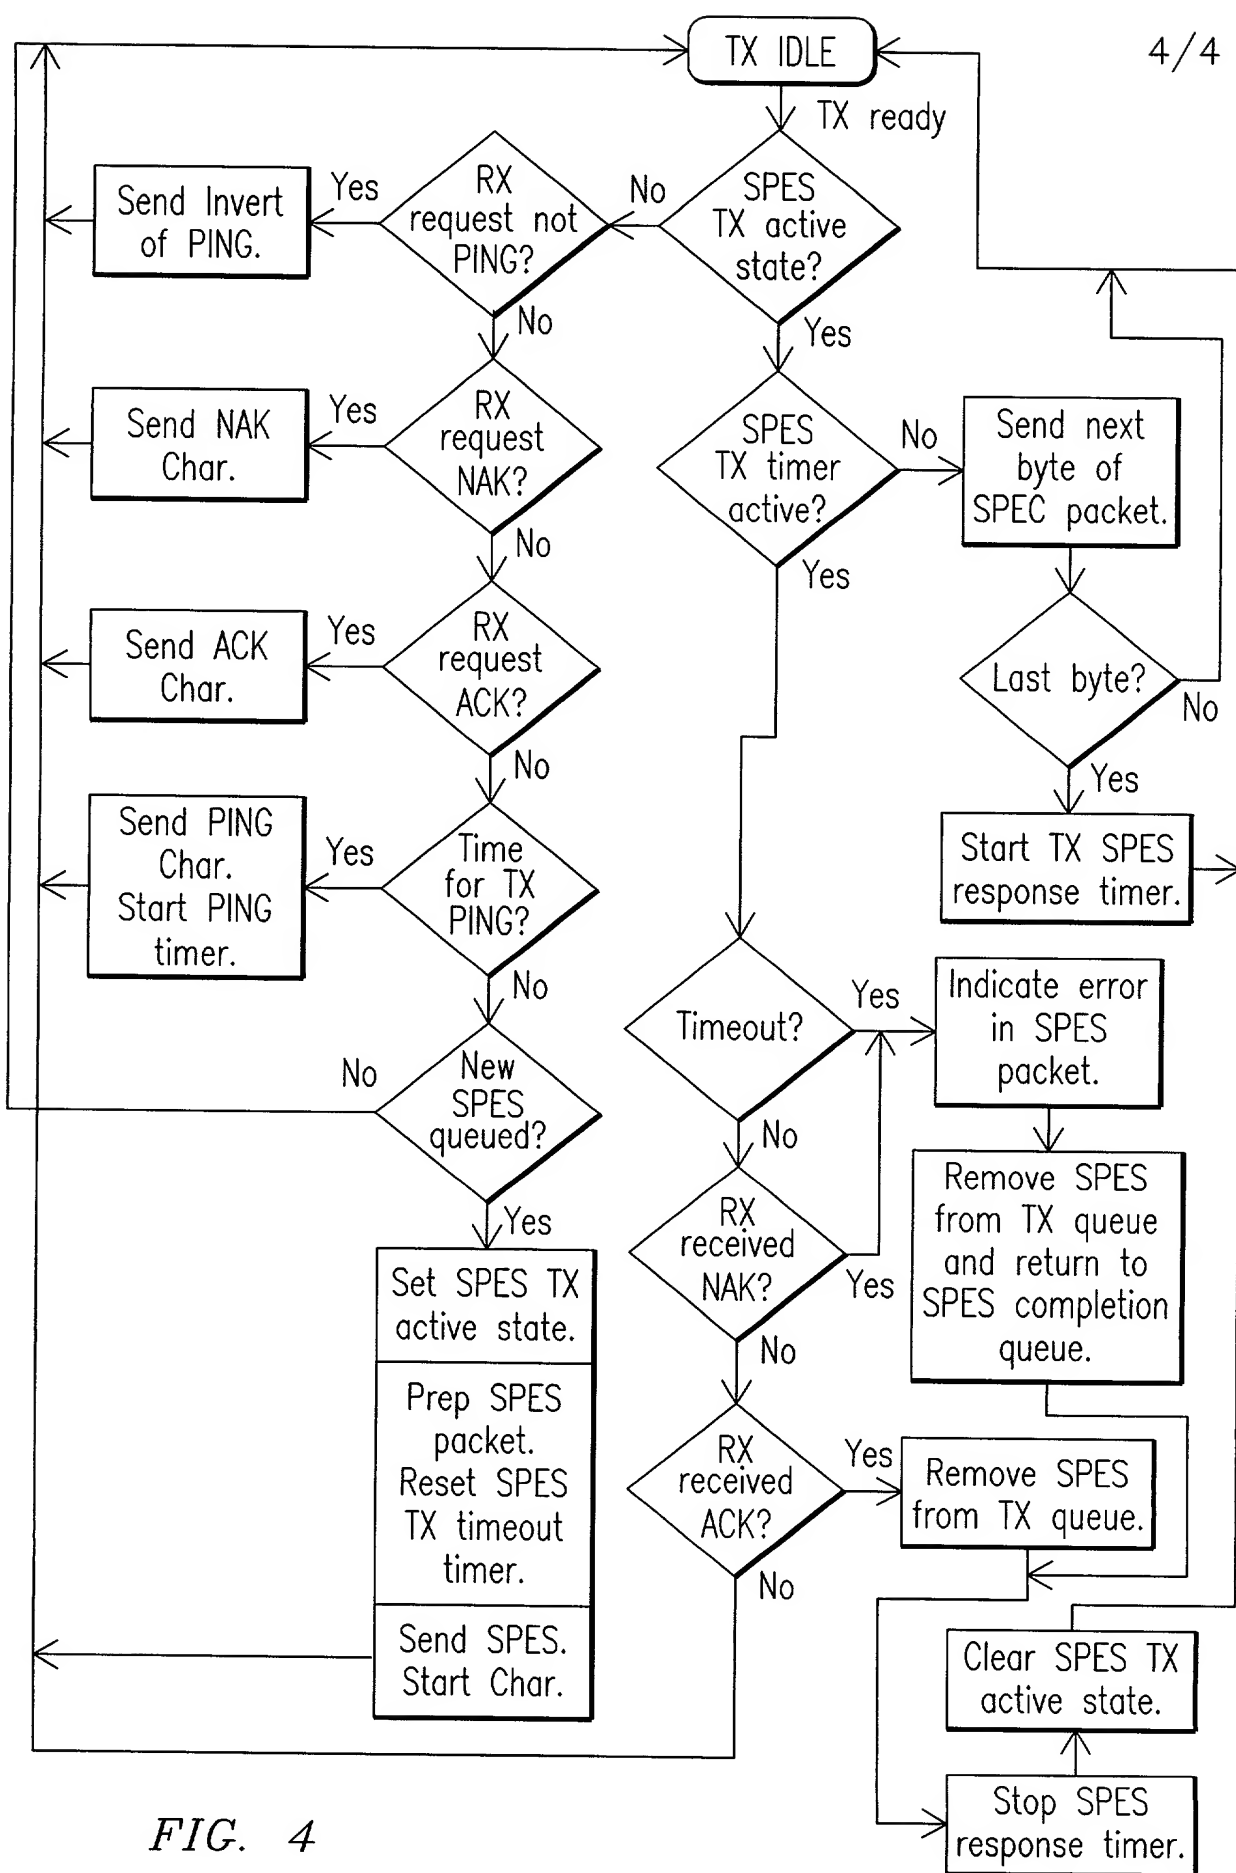 4/4
TX IDLE
TX ready
SPES
TX active
state?
No
Yes
RX
request not
PING?
Yes
No
Send Invert
of PING.
RX
request
NAK?
Yes
No
Send NAK
Char.
RX
request
ACK?
Yes
No
Send ACK
Char.
Time
for TX
PING?
Yes
No
Send PING
Char.
Start PING
timer.
New
SPES
queued?
No
Yes
Set SPES TX
active state.
Prep SPES
packet.
Reset SPES
TX timeout
timer.
Send SPES.
Start Char.
SPES
TX timer
active?
No
Yes
Send next
byte of
SPEC packet.
Last byte?
No
Yes
Start TX SPES
response timer.
Timeout?
Yes
No
Indicate error
in SPES
packet.
RX
received
NAK?
Yes
No
Remove SPES
from TX queue
and return to
SPES completion
queue.
RX
received
ACK?
Yes
No
Remove SPES
from TX queue.
Clear SPES TX
active state.
Stop SPES
response timer.
FIG. 4